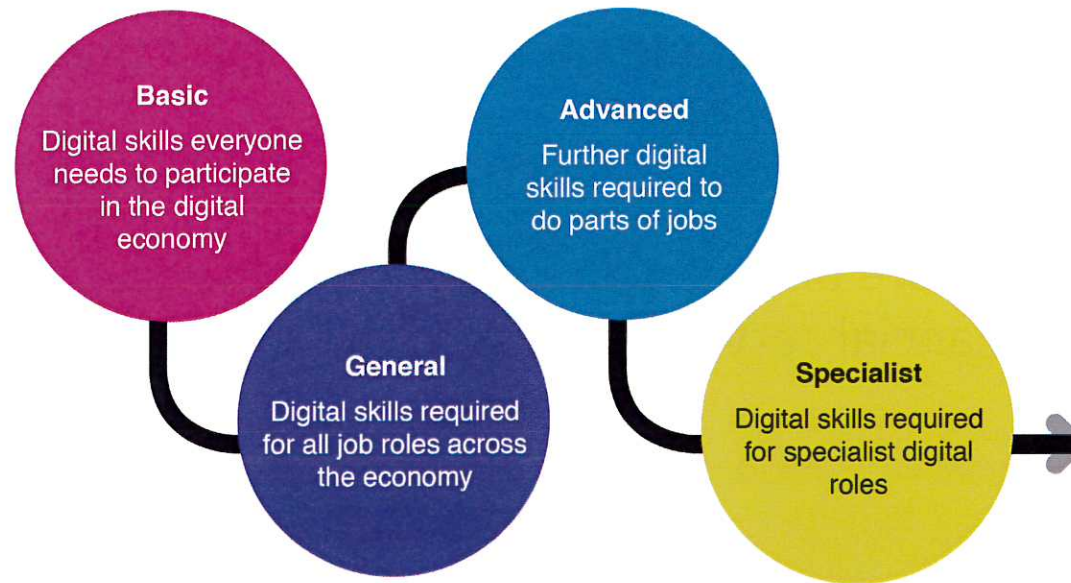 Basic
Digital skills everyone
needs to participate
in the digital
economy
General
Digital skills required
for all job roles across
the economy
Advanced
Further digital
skills required to
do parts of jobs
Specialist
Digital skills required
for specialist digital
roles